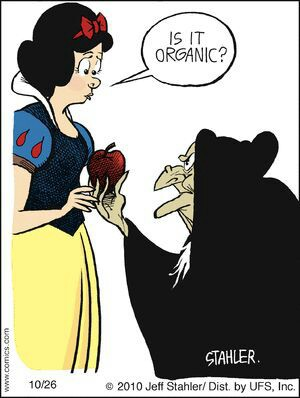 IS IT
ORGANIC?
STAHLER.
www.comics.com
10/26
© 2010 Jeff Stahler/ Dist. by UFS, Inc.